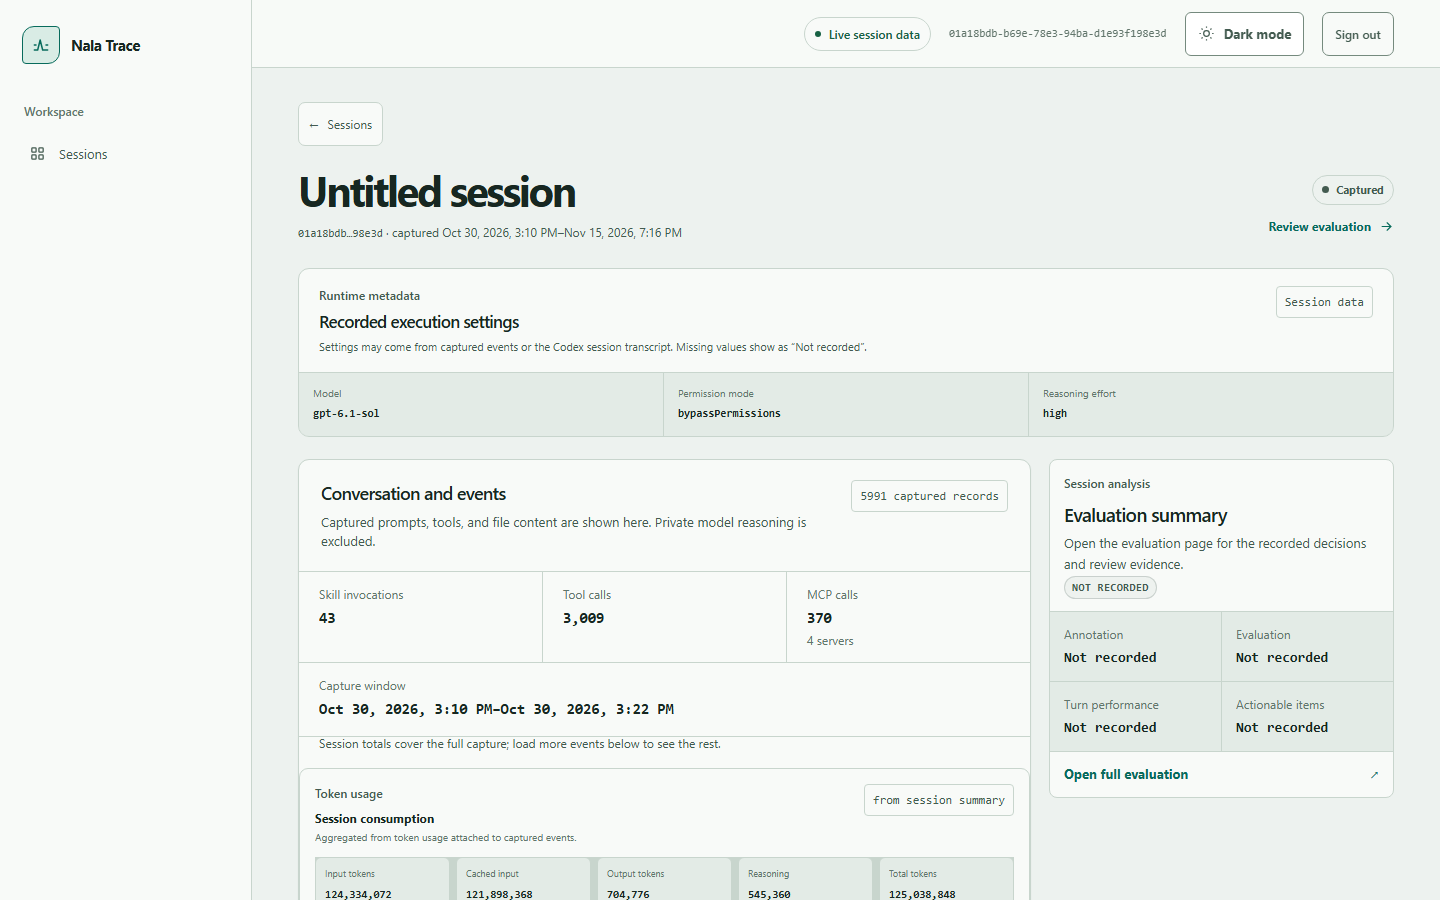 Nala Trace
Workspace
Sessions
Live session data
01a18bdb-b69e-78e3-94ba-d1e93f198e3d
Dark mode
Sign out
← Sessions
Untitled session
01a18bdb…98e3d · captured Oct 30, 2026, 3:10 PM–Nov 15, 2026, 7:16 PM
Captured
Review evaluation →
Runtime metadata
Recorded execution settings
Settings may come from captured events or the Codex session transcript. Missing values show as “Not recorded”.
Session data
Model
gpt-6.1-sol
Permission mode
bypassPermissions
Reasoning effort
high
Conversation and events
Captured prompts, tools, and file content are shown here. Private model reasoning is
excluded.
5991 captured records
Skill invocations
43
Tool calls
3,009
MCP calls
370
4 servers
Capture window
Oct 30, 2026, 3:10 PM–Oct 30, 2026, 3:22 PM
Session totals cover the full capture; load more events below to see the rest.
Token usage
Session consumption
Aggregated from token usage attached to captured events.
from session summary
Input tokens
124,334,072
Cached input
121,898,368
Output tokens
704,776
Reasoning
545,360
Total tokens
125,038,848
Session analysis
Evaluation summary
Open the evaluation page for the recorded decisions
and review evidence.
NOT RECORDED
Annotation
Not recorded
Evaluation
Not recorded
Turn performance
Not recorded
Actionable items
Not recorded
Open full evaluation ↗